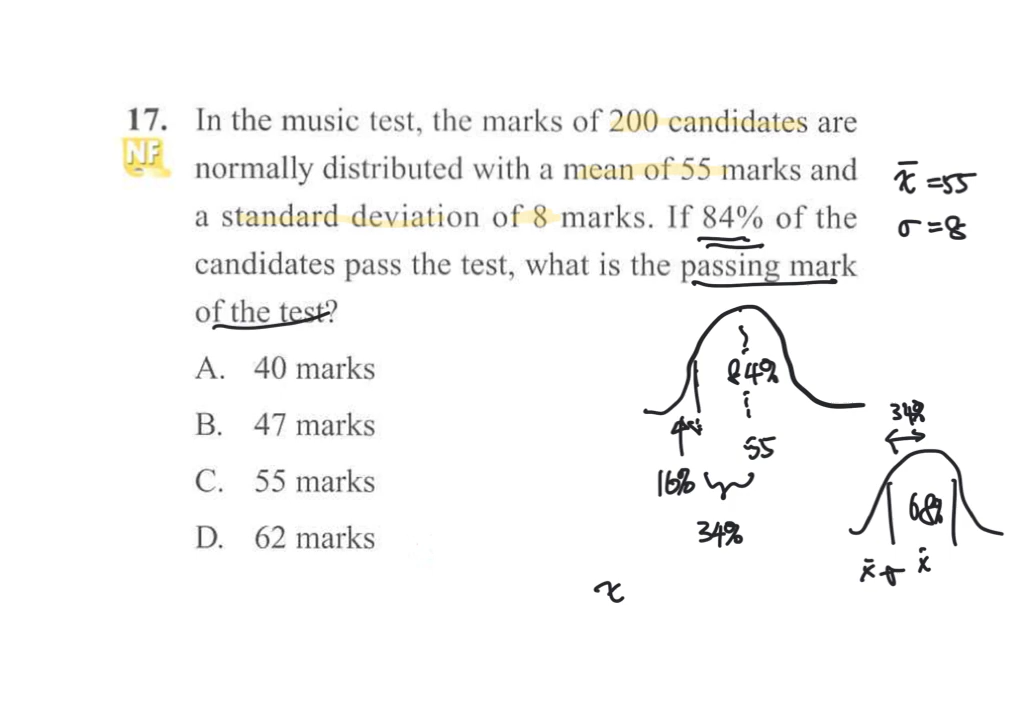 17. In the music test, the marks of 200 candidates are
NF
normally distributed with a mean of 55 marks and
a standard deviation of 8 marks. If 84% of the
candidates pass the test, what is the passing mark
of the test?
x̄ = 55
σ = 8
A. 40 marks
B. 47 marks
C. 55 marks
D. 62 marks
84%
55
16%
34%
34%
68%
x̄
x